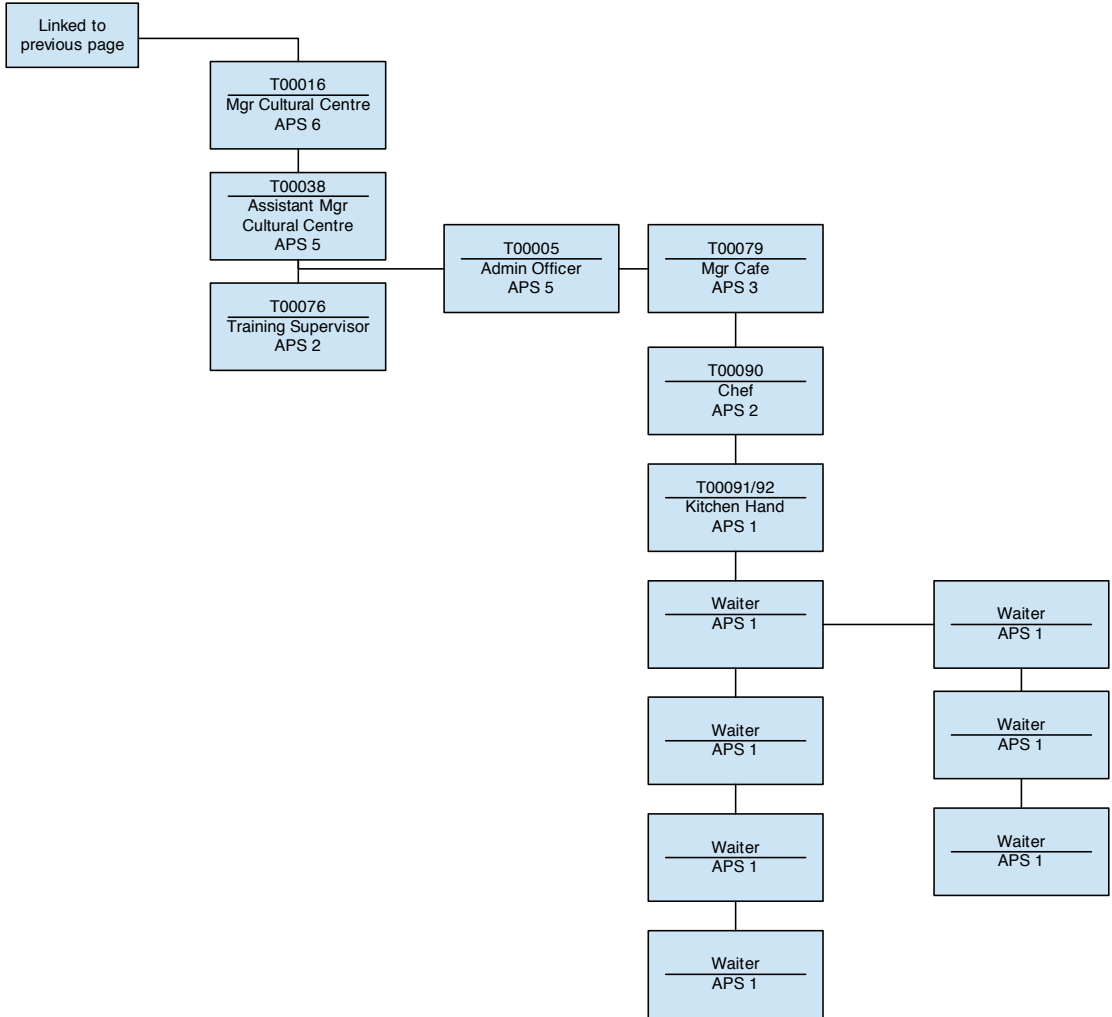 Linked to
previous page
T00016
Mgr Cultural Centre
APS 6
T00038
Assistant Mgr
Cultural Centre
APS 5
T00005
Admin Officer
APS 5
T00079
Mgr Cafe
APS 3
T00076
Training Supervisor
APS 2
T00090
Chef
APS 2
T00091/92
Kitchen Hand
APS 1
Waiter
APS 1
Waiter
APS 1
Waiter
APS 1
Waiter
APS 1
Waiter
APS 1
Waiter
APS 1
Waiter
APS 1